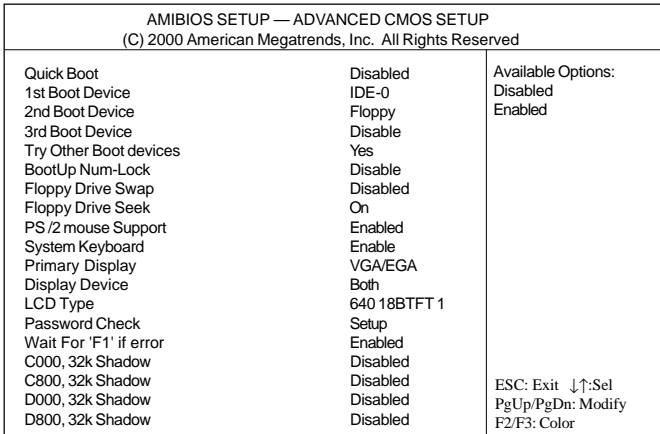 AMIBIOS SETUP — ADVANCED CMOS SETUP
(C) 2000 American Megatrends, Inc. All Rights Reserved
Quick Boot Disabled
1st Boot Device IDE-0
2nd Boot Device Floppy
3rd Boot Device Disable
Try Other Boot devices Yes
BootUp Num-Lock Disable
Floppy Drive Swap Disabled
Floppy Drive Seek On
PS /2 mouse Support Enabled
System Keyboard Enable
Primary Display VGA/EGA
Display Device Both
LCD Type 640 18BTFT 1
Password Check Setup
Wait For 'F1' if error Enabled
C000, 32k Shadow Disabled
C800, 32k Shadow Disabled
D000, 32k Shadow Disabled
D800, 32k Shadow Disabled
Available Options:
Disabled
Enabled
ESC: Exit ↓↑:Sel
PgUp/PgDn: Modify
F2/F3: Color